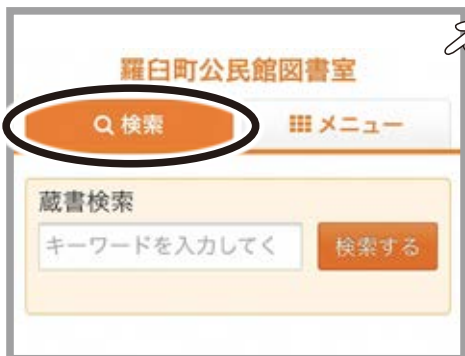 羅臼町公民館図書室
検索
メニュー
蔵書検索
キーワードを入力してく
検索する